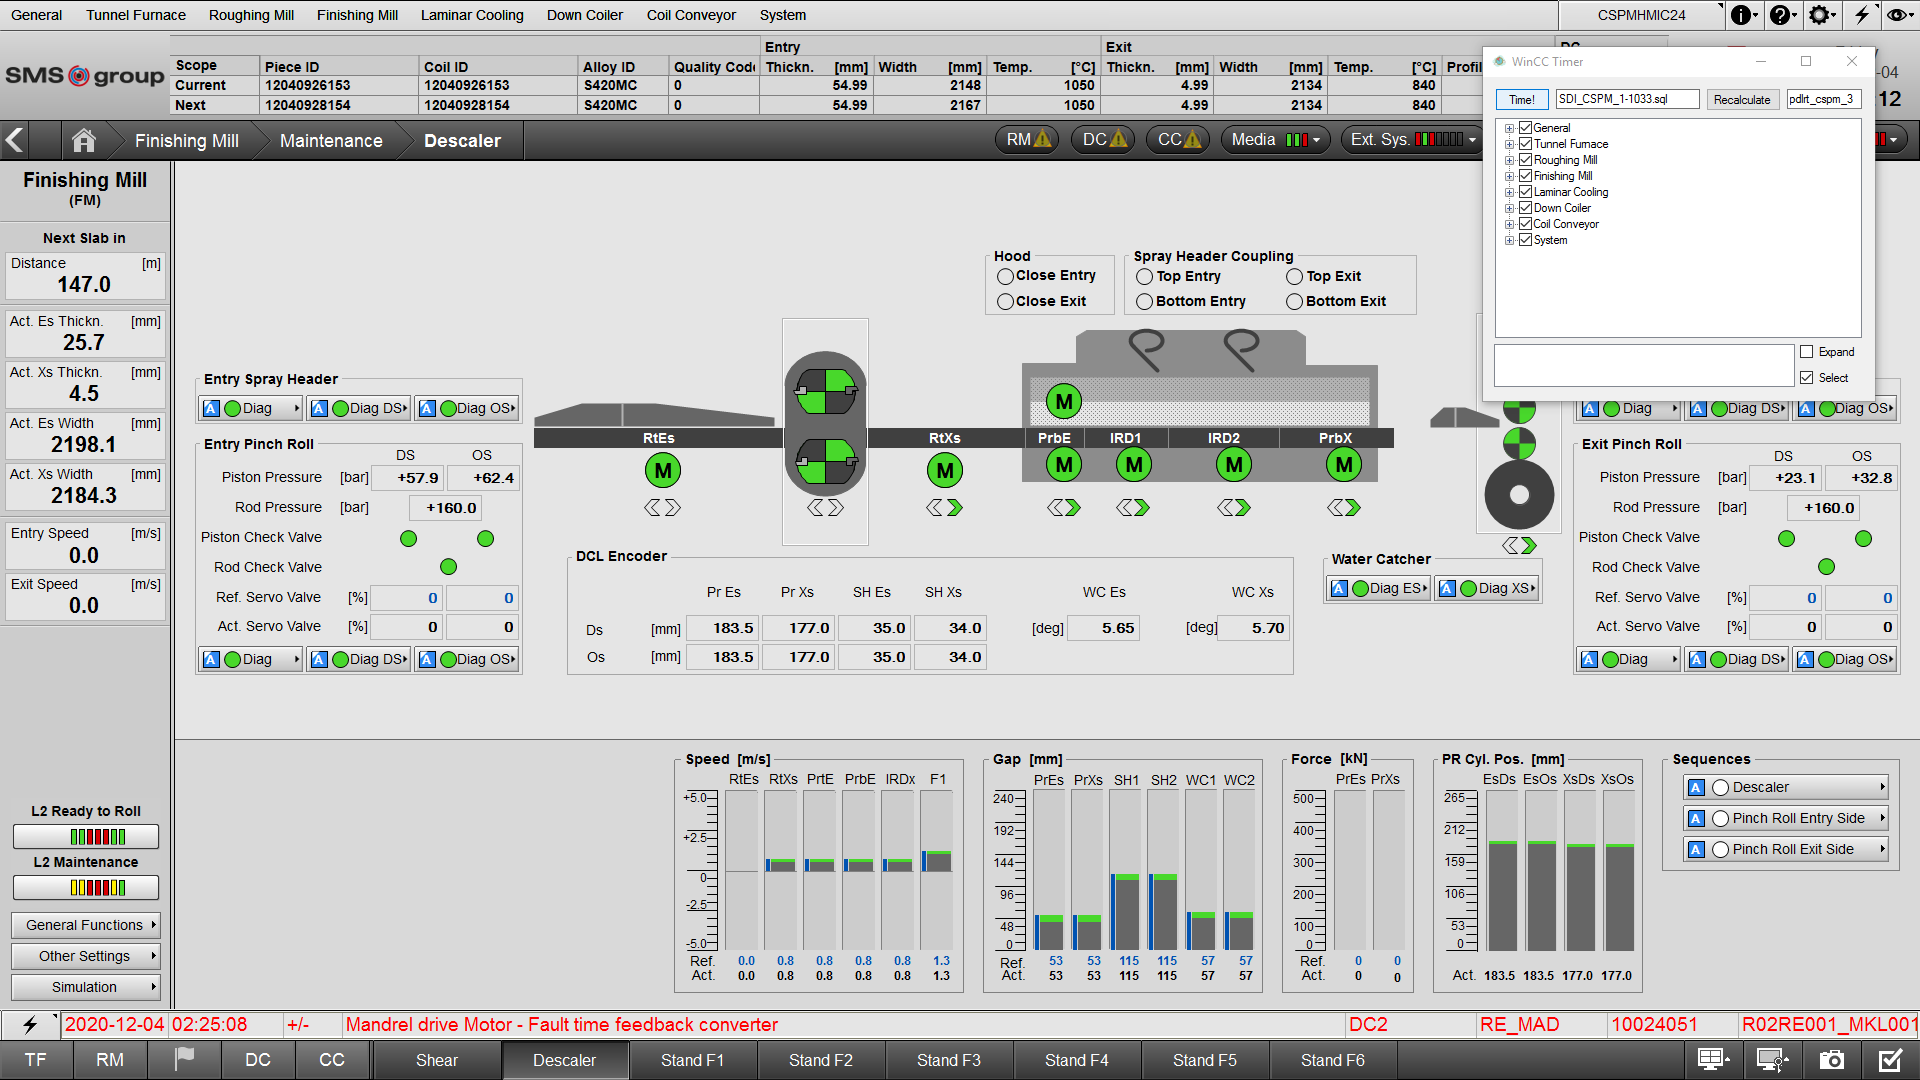 General Tunnel Furnace Roughing Mill Finishing Mill Laminar Cooling Down Coiler Coil Conveyor System CSPMHMIC24
SMS group
Entry Exit
Scope Piece ID Coil ID Alloy ID Quality Code Thickn. [mm] Width [mm] Temp. [°C] Thickn. [mm] Width [mm] Temp. [°C] Profil
Current 12040926153 12040926153 S420MC 0 54.99 2148 1050 4.99 2134 840
Next 12040928154 12040928154 S420MC 0 54.99 2167 1050 4.99 2134 840
-04
12
WinCC Timer
Time! SDI_CSPM_1-1033.sql Recalculate pdlrt_cspm_3
General
Tunnel Furnace
Roughing Mill
Finishing Mill
Laminar Cooling
Down Coiler
Coil Conveyor
System
Expand
Select
Finishing Mill Maintenance Descaler RM DC CC Media Ext. Sys.
Finishing Mill
(FM)
Next Slab in
Distance [m]
147.0
Act. Es Thickn. [mm]
25.7
Act. Xs Thickn. [mm]
4.5
Act. Es Width [mm]
2198.1
Act. Xs Width [mm]
2184.3
Entry Speed [m/s]
0.0
Exit Speed [m/s]
0.0
L2 Ready to Roll
L2 Maintenance
General Functions
Other Settings
Simulation
Hood
Close Entry
Close Exit
Spray Header Coupling
Top Entry Top Exit
Bottom Entry Bottom Exit
Entry Spray Header
A Diag A Diag DS A Diag OS
Entry Pinch Roll
DS OS
Piston Pressure [bar] +57.9 +62.4
Rod Pressure [bar] +160.0
Piston Check Valve
Rod Check Valve
Ref. Servo Valve [%] 0 0
Act. Servo Valve [%] 0 0
A Diag A Diag DS A Diag OS
M
RtEs RtXs PrbE IRD1 IRD2 PrbX
M M M M M M
DCL Encoder
Pr Es Pr Xs SH Es SH Xs WC Es WC Xs
Ds [mm] 183.5 177.0 35.0 34.0 [deg] 5.65 [deg] 5.70
Os [mm] 183.5 177.0 35.0 34.0
Water Catcher
A Diag ES A Diag XS
A Diag A Diag DS A Diag OS
Exit Pinch Roll
DS OS
Piston Pressure [bar] +23.1 +32.8
Rod Pressure [bar] +160.0
Piston Check Valve
Rod Check Valve
Ref. Servo Valve [%] 0 0
Act. Servo Valve [%] 0 0
A Diag A Diag DS A Diag OS
Speed [m/s]
RtEs RtXs PrtE PrbE IRDx F1
+5.0
+2.5
0
-2.5
-5.0
Ref. 0.0 0.8 0.8 0.8 0.8 1.3
Act. 0.0 0.8 0.8 0.8 0.8 1.3
Gap [mm]
PrEs PrXs SH1 SH2 WC1 WC2
240
192
144
96
48
0
Ref. 53 53 115 115 57 57
Act. 53 53 115 115 57 57
Force [kN]
PrEs PrXs
500
400
300
200
100
0
Ref. 0 0
Act. 0 0
PR Cyl. Pos. [mm]
EsDs EsOs XsDs XsOs
265
212
159
106
53
0
Act. 183.5 183.5 177.0 177.0
Sequences
A Descaler
A Pinch Roll Entry Side
A Pinch Roll Exit Side
2020-12-04 02:25:08 +/- Mandrel drive Motor - Fault time feedback converter DC2 RE_MAD 10024051 R02RE001_MKL001
TF RM DC CC Shear Descaler Stand F1 Stand F2 Stand F3 Stand F4 Stand F5 Stand F6